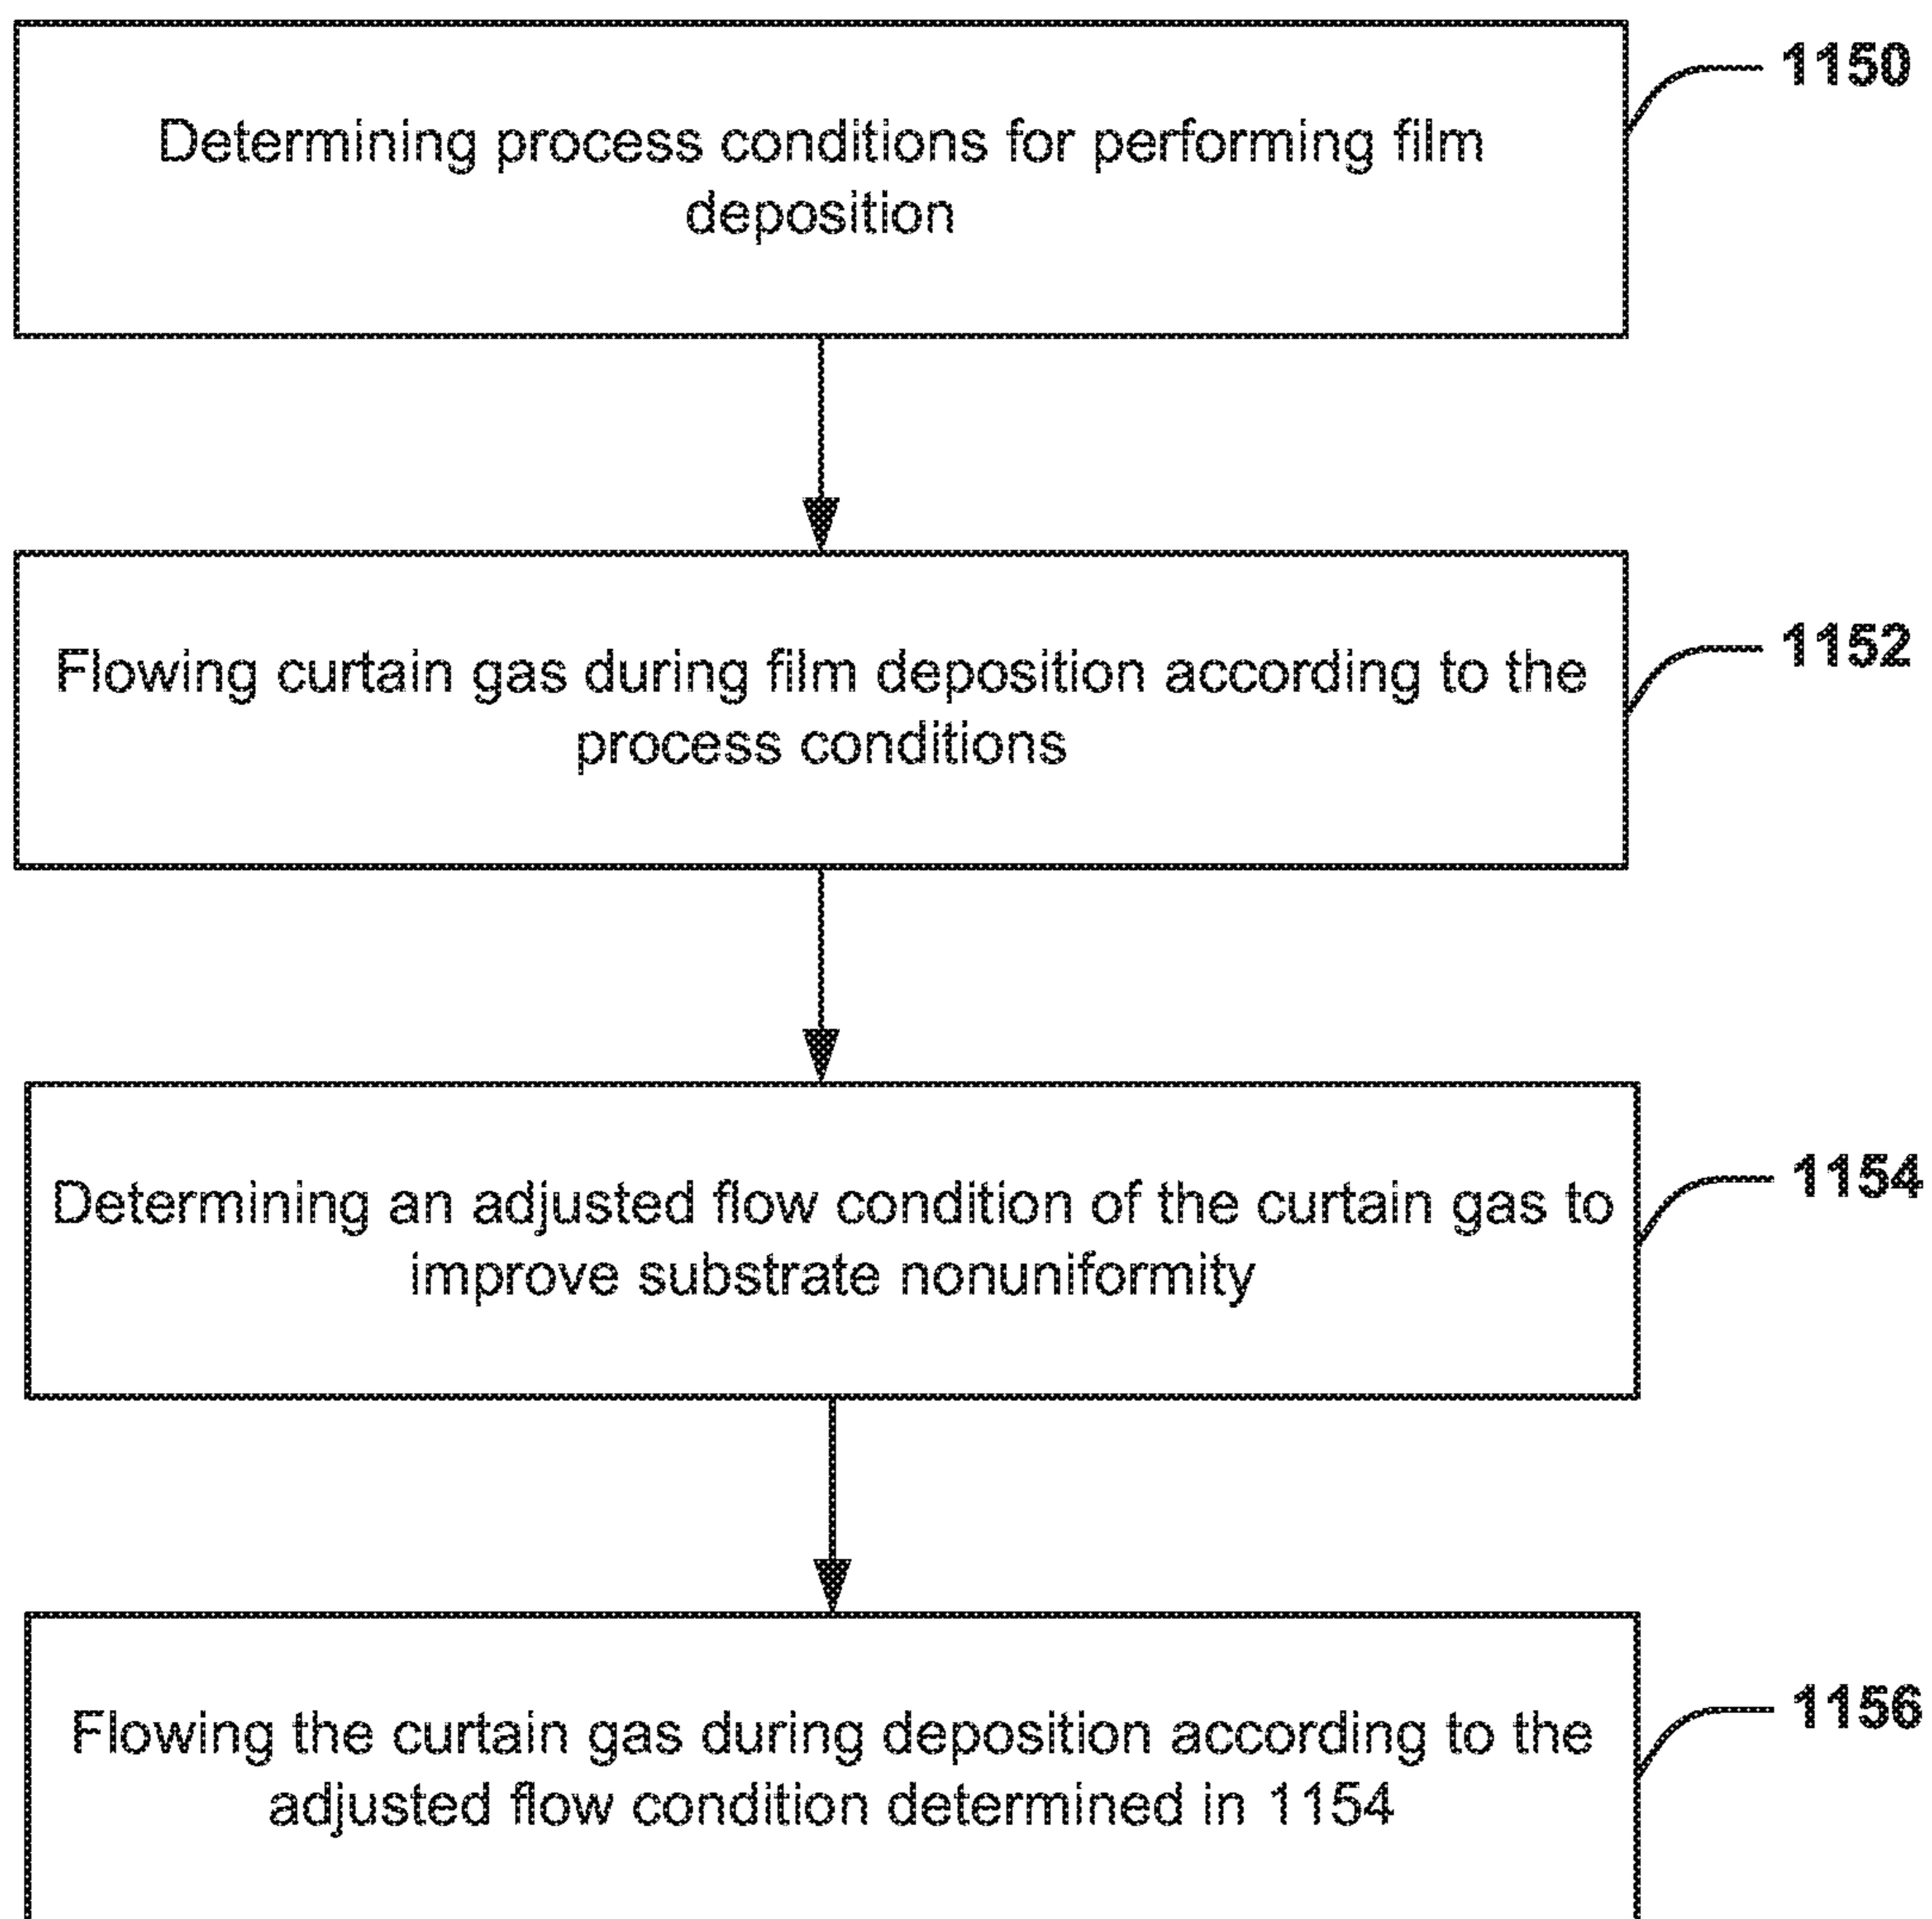 1150
Determining process conditions for performing film
deposition
1152
Flowing curtain gas during film deposition according to the
process conditions
1154
Determining an adjusted flow condition of the curtain gas to
improve substrate nonuniformity
1156
Flowing the curtain gas during deposition according to the
adjusted flow condition determined in 1154